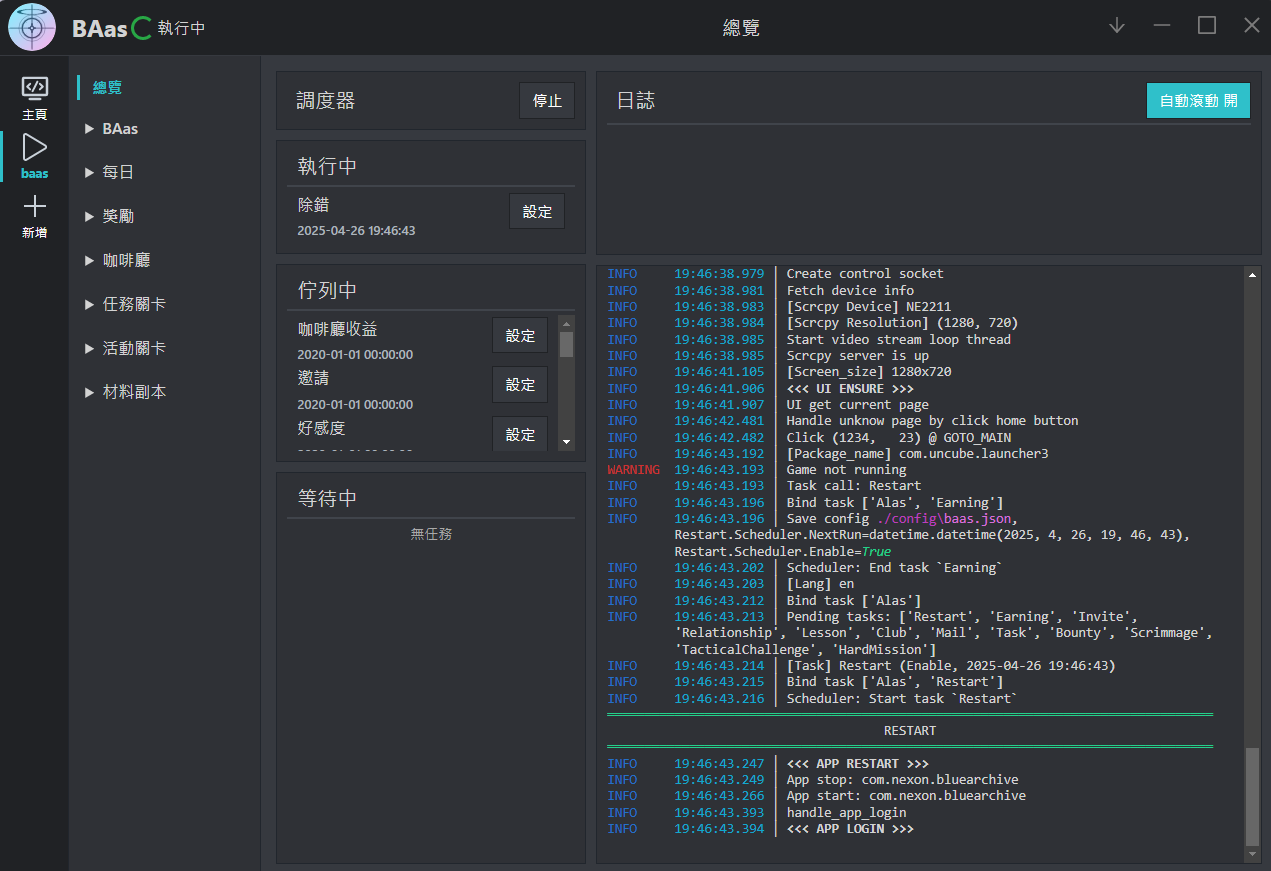 BAas 執行中
總覽
主頁
baas
新增
總覽
BAas
每日
獎勵
咖啡廳
任務關卡
活動關卡
材料副本
調度器
停止
執行中
除錯
設定
2025-04-26 19:46:43
佇列中
咖啡廳收益
設定
2020-01-01 00:00:00
邀請
設定
2020-01-01 00:00:00
好感度
設定
等待中
無任務
日誌
自動滾動 開
INFO 19:46:38.979 │ Create control socket
INFO 19:46:38.981 │ Fetch device info
INFO 19:46:38.983 │ [Scrcpy Device] NE2211
INFO 19:46:38.984 │ [Scrcpy Resolution] (1280, 720)
INFO 19:46:38.985 │ Start video stream loop thread
INFO 19:46:38.985 │ Scrcpy server is up
INFO 19:46:41.105 │ [Screen_size] 1280x720
INFO 19:46:41.906 │ <<< UI ENSURE >>>
INFO 19:46:41.907 │ UI get current page
INFO 19:46:42.481 │ Handle unknow page by click home button
INFO 19:46:42.482 │ Click (1234,   23) @ GOTO_MAIN
INFO 19:46:43.192 │ [Package_name] com.uncube.launcher3
WARNING 19:46:43.193 │ Game not running
INFO 19:46:43.193 │ Task call: Restart
INFO 19:46:43.196 │ Bind task ['Alas', 'Earning']
INFO 19:46:43.196 │ Save config ./config\baas.json,
Restart.Scheduler.NextRun=datetime.datetime(2025, 4, 26, 19, 46, 43),
Restart.Scheduler.Enable=True
INFO 19:46:43.202 │ Scheduler: End task `Earning`
INFO 19:46:43.203 │ [Lang] en
INFO 19:46:43.212 │ Bind task ['Alas']
INFO 19:46:43.213 │ Pending tasks: ['Restart', 'Earning', 'Invite',
'Relationship', 'Lesson', 'Club', 'Mail', 'Task', 'Bounty', 'Scrimmage',
'TacticalChallenge', 'HardMission']
INFO 19:46:43.214 │ [Task] Restart (Enable, 2025-04-26 19:46:43)
INFO 19:46:43.215 │ Bind task ['Alas', 'Restart']
INFO 19:46:43.216 │ Scheduler: Start task `Restart`
RESTART
INFO 19:46:43.247 │ <<< APP RESTART >>>
INFO 19:46:43.249 │ App stop: com.nexon.bluearchive
INFO 19:46:43.266 │ App start: com.nexon.bluearchive
INFO 19:46:43.393 │ handle_app_login
INFO 19:46:43.394 │ <<< APP LOGIN >>>